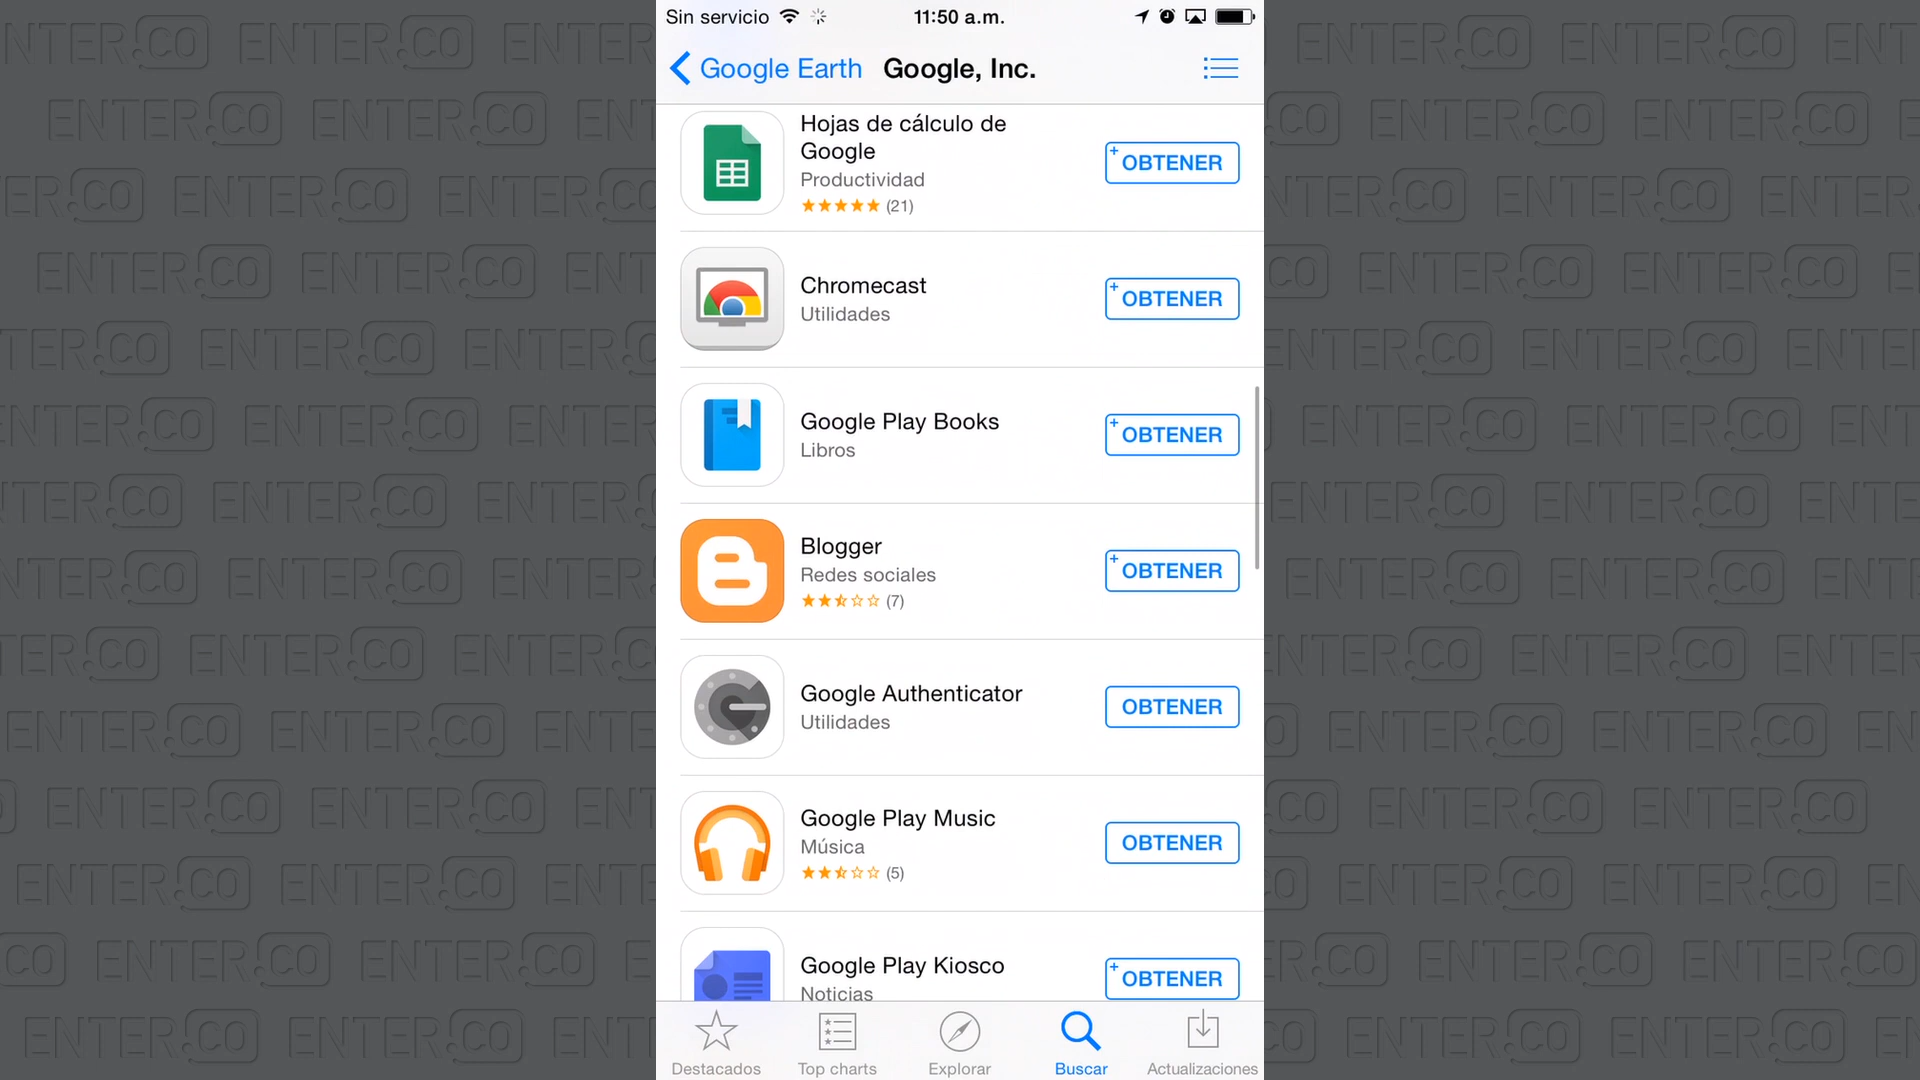 Sin servicio 11:50 a.m.
Google Earth Google, Inc.
Hojas de cálculo de
Google
Productividad
(21)
+ OBTENER
Chromecast
Utilidades
+ OBTENER
Google Play Books
Libros
+ OBTENER
Blogger
Redes sociales
(7)
+ OBTENER
Google Authenticator
Utilidades
OBTENER
Google Play Music
Música
(5)
OBTENER
Google Play Kiosco
Noticias
+ OBTENER
Destacados Top charts Explorar Buscar Actualizaciones
ENTER.CO